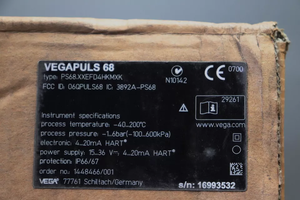 VEGAPULS 68
type: PS68.XXEFD4HKMXK
FCC ID: O6QPULS68 IC: 3892A-PS68
N10142
CE 0700
29261
Instrument specifications
process temperature: -40...200°C
process pressure: -1...6bar(-100...600kPa)
electronic: 4...20mA HART®
power supply: 15...36 V⎓ 4...20mA HART®
protection: IP66/67
order no: 1448466/001
VEGA 77761 Schiltach/Germany
www.vega.com
s/n: 16993532